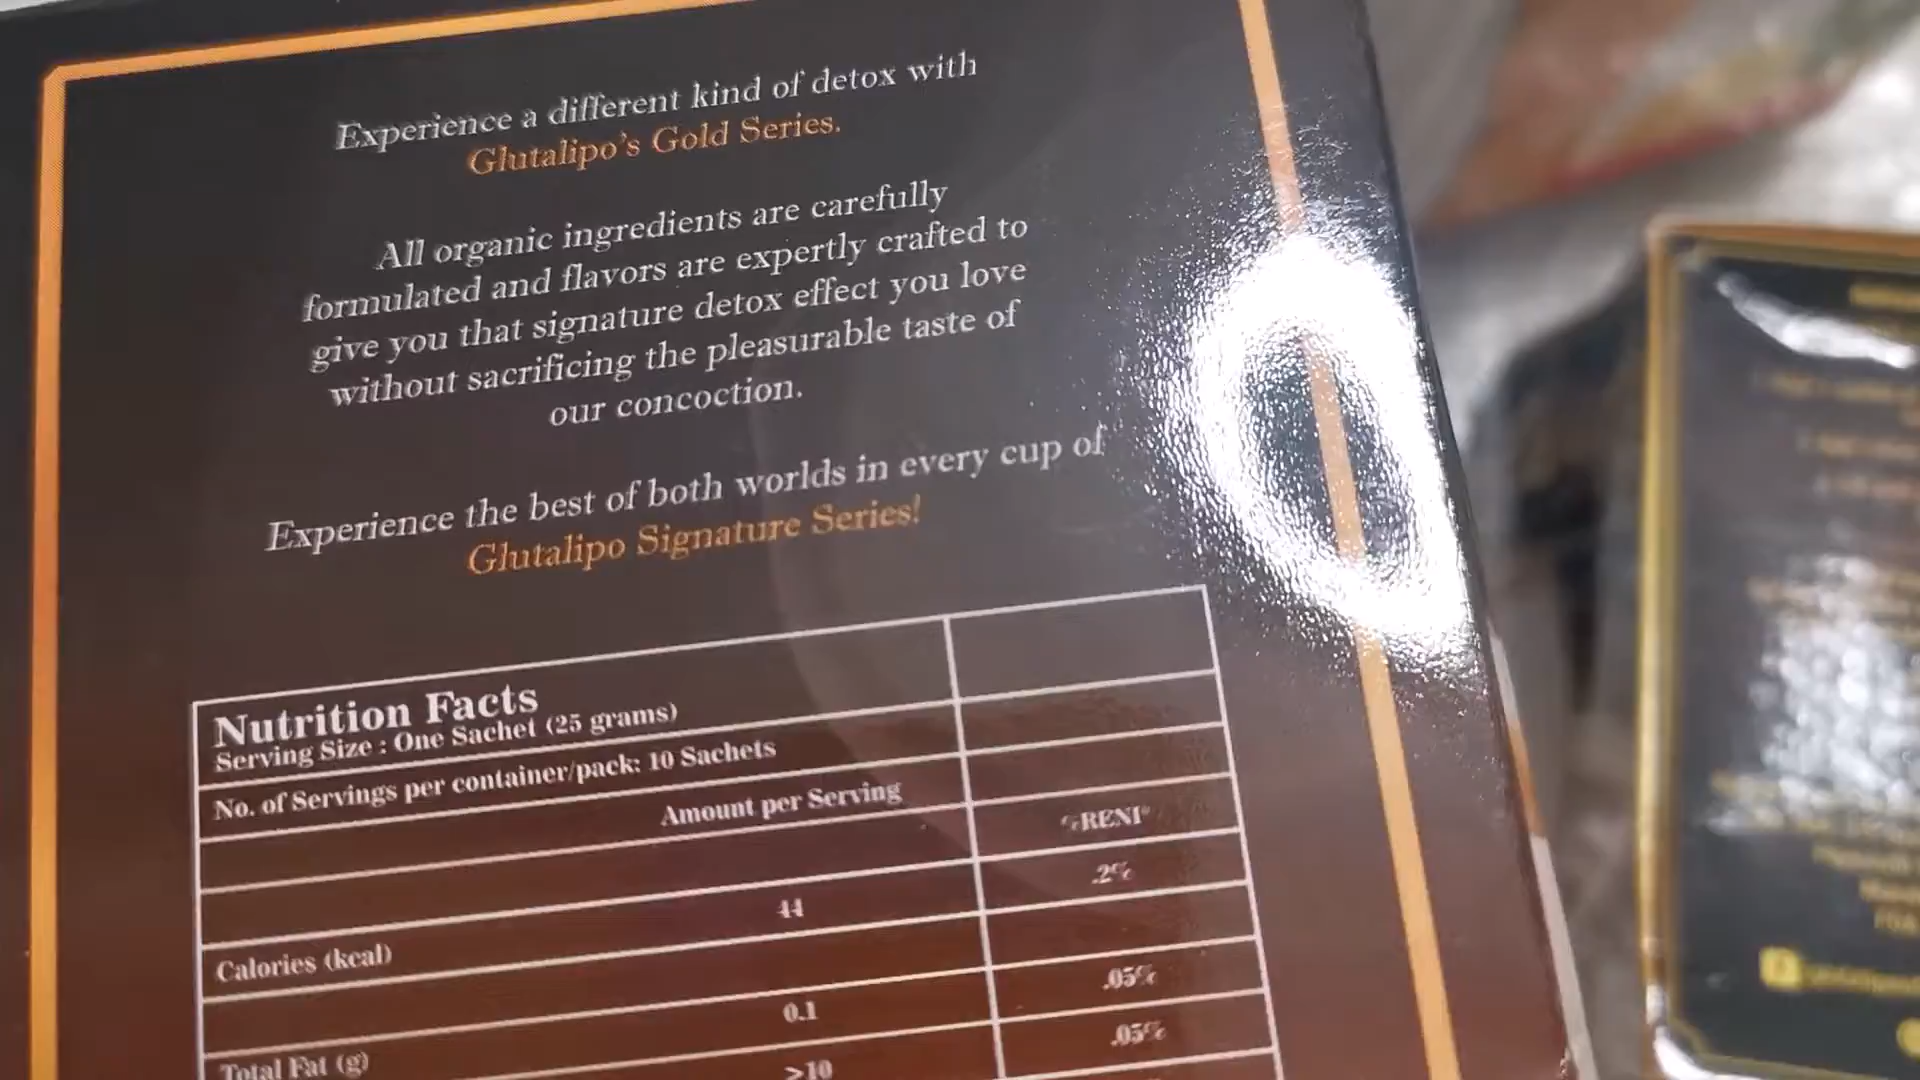 Experience a different kind of detox with
Glutalipo's Gold Series.
All organic ingredients are carefully
formulated and flavors are expertly crafted to
give you that signature detox effect you love
without sacrificing the pleasurable taste of
our concoction.
Experience the best of both worlds in every cup of
Glutalipo Signature Series!
Nutrition Facts
Serving Size : One Sachet (25 grams)
No. of Servings per container/pack: 10 Sachets
Amount per Serving
%RENI*
Calories (kcal) 44 .2%
Total Fat (g) 0.1 .05%
>10 .05%